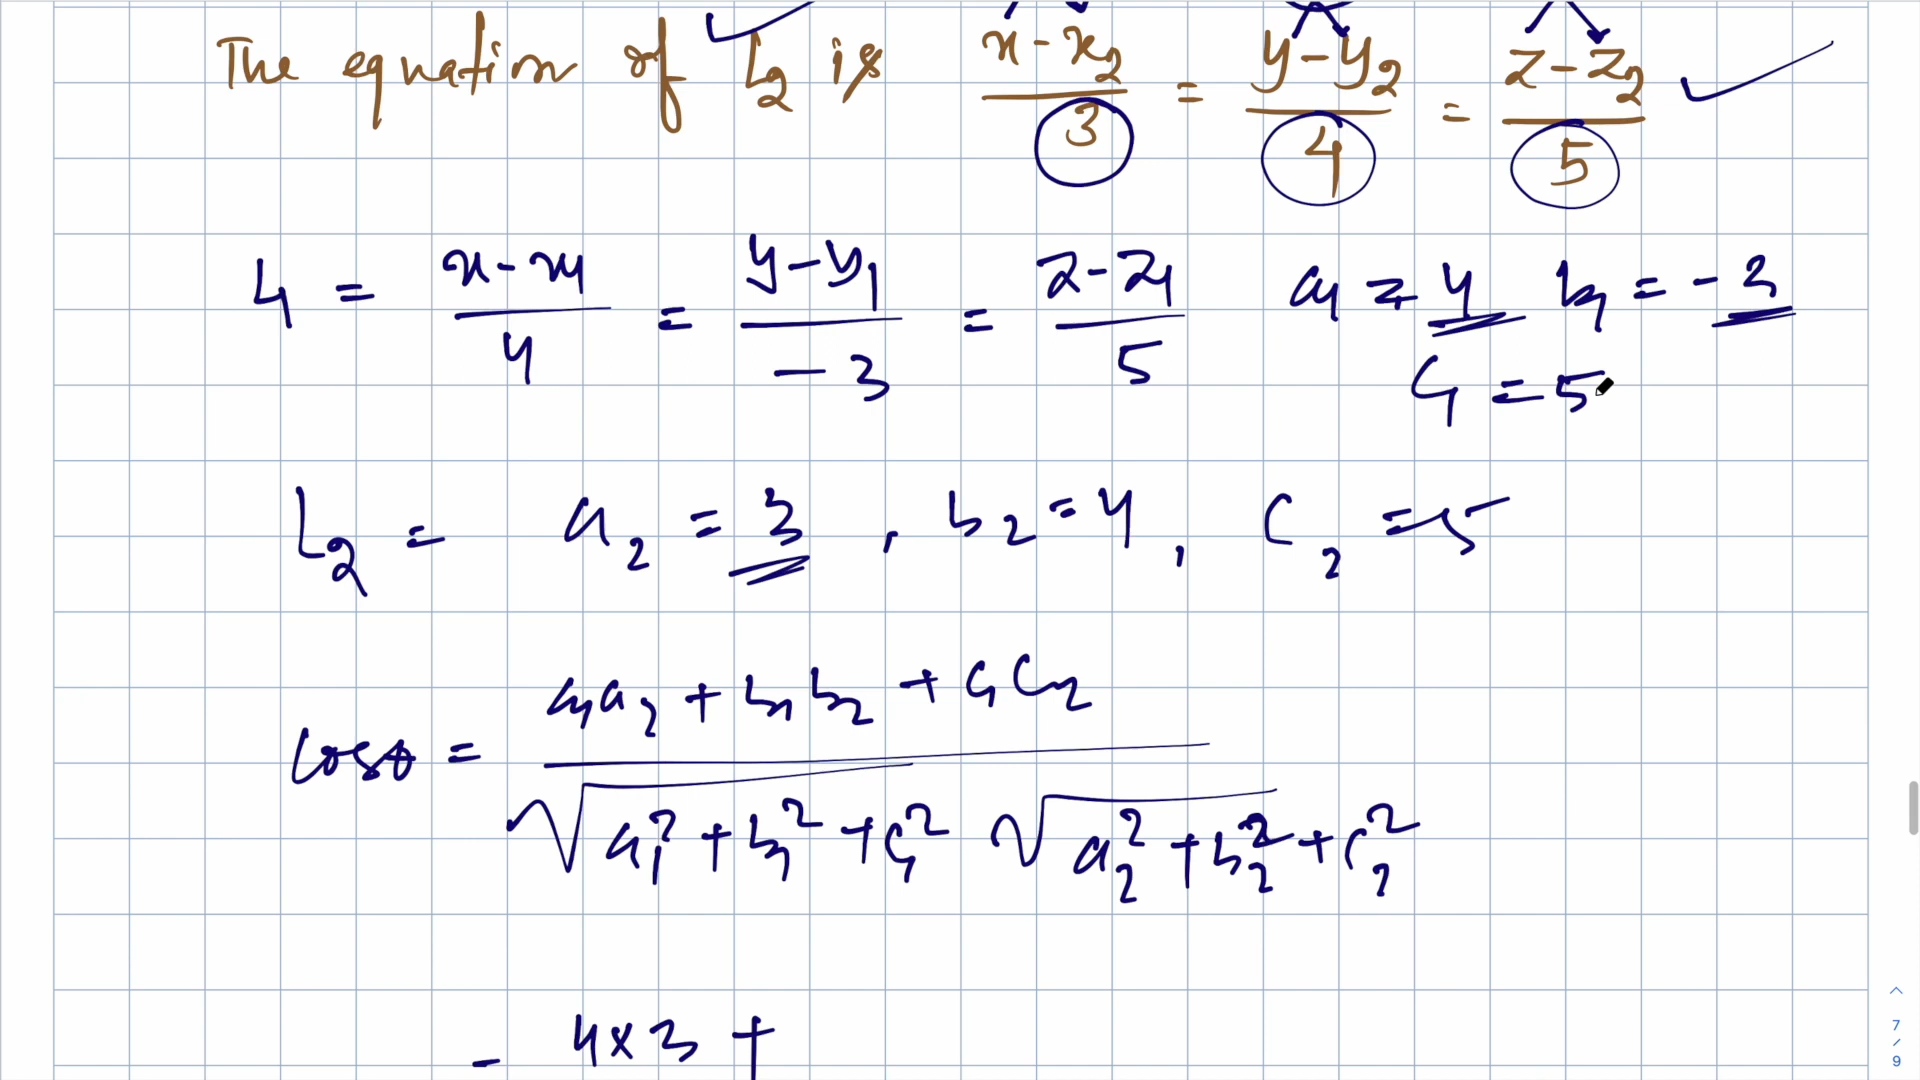 The equation of L₂ is (x - x₂)/3 = (y - y₂)/4 = (z - z₂)/5
L₁ = (x - x₁)/4 = (y - y₁)/-3 = (z - z₁)/5 a₁ = 4 b₁ = -3
c₁ = 5
L₂ = a₂ = 3, b₂ = 4, c₂ = 5
cosθ = (a₁a₂ + b₁b₂ + c₁c₂)/(√(a₁² + b₁² + c₁²) √(a₂² + b₂² + c₂²))
= 4 × 3 +
7 / 9